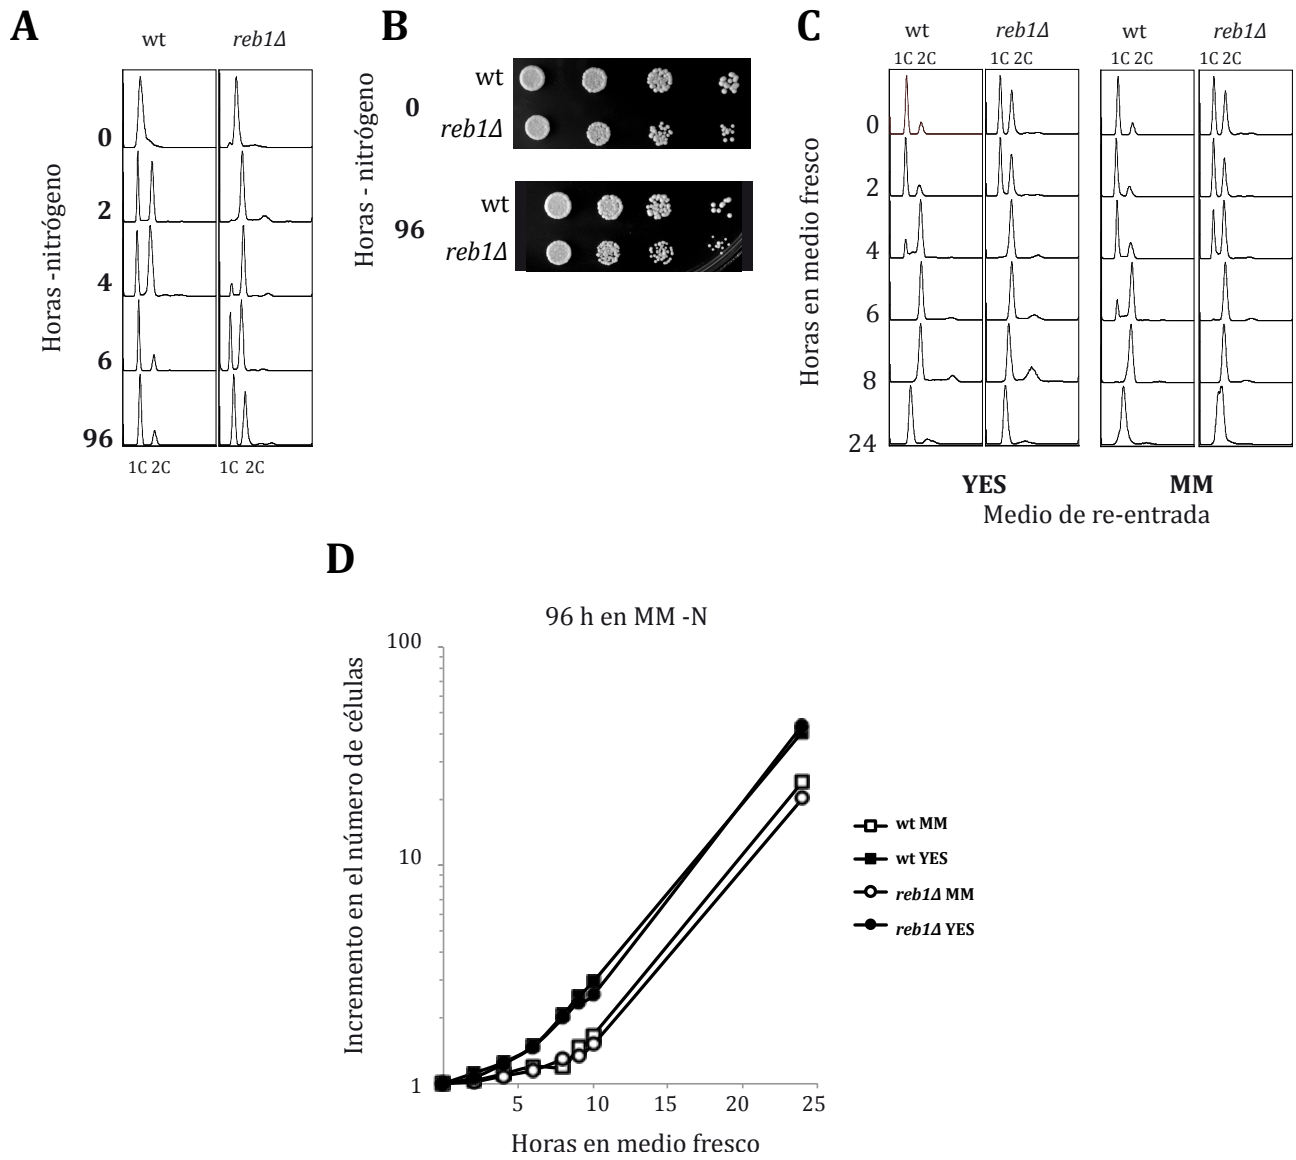 A
wt
reb1Δ
Horas -nitrógeno
0
2
4
6
96
1C 2C
1C 2C
B
Horas - nitrógeno
0
wt
reb1Δ
96
wt
reb1Δ
C
wt
reb1Δ
wt
reb1Δ
1C 2C
1C 2C
1C 2C
1C 2C
Horas en medio fresco
0
2
4
6
8
24
YES
MM
Medio de re-entrada
D
96 h en MM -N
Incremento en el número de células
100
10
1
5
10
15
20
25
Horas en medio fresco
wt MM
wt YES
reb1Δ MM
reb1Δ YES